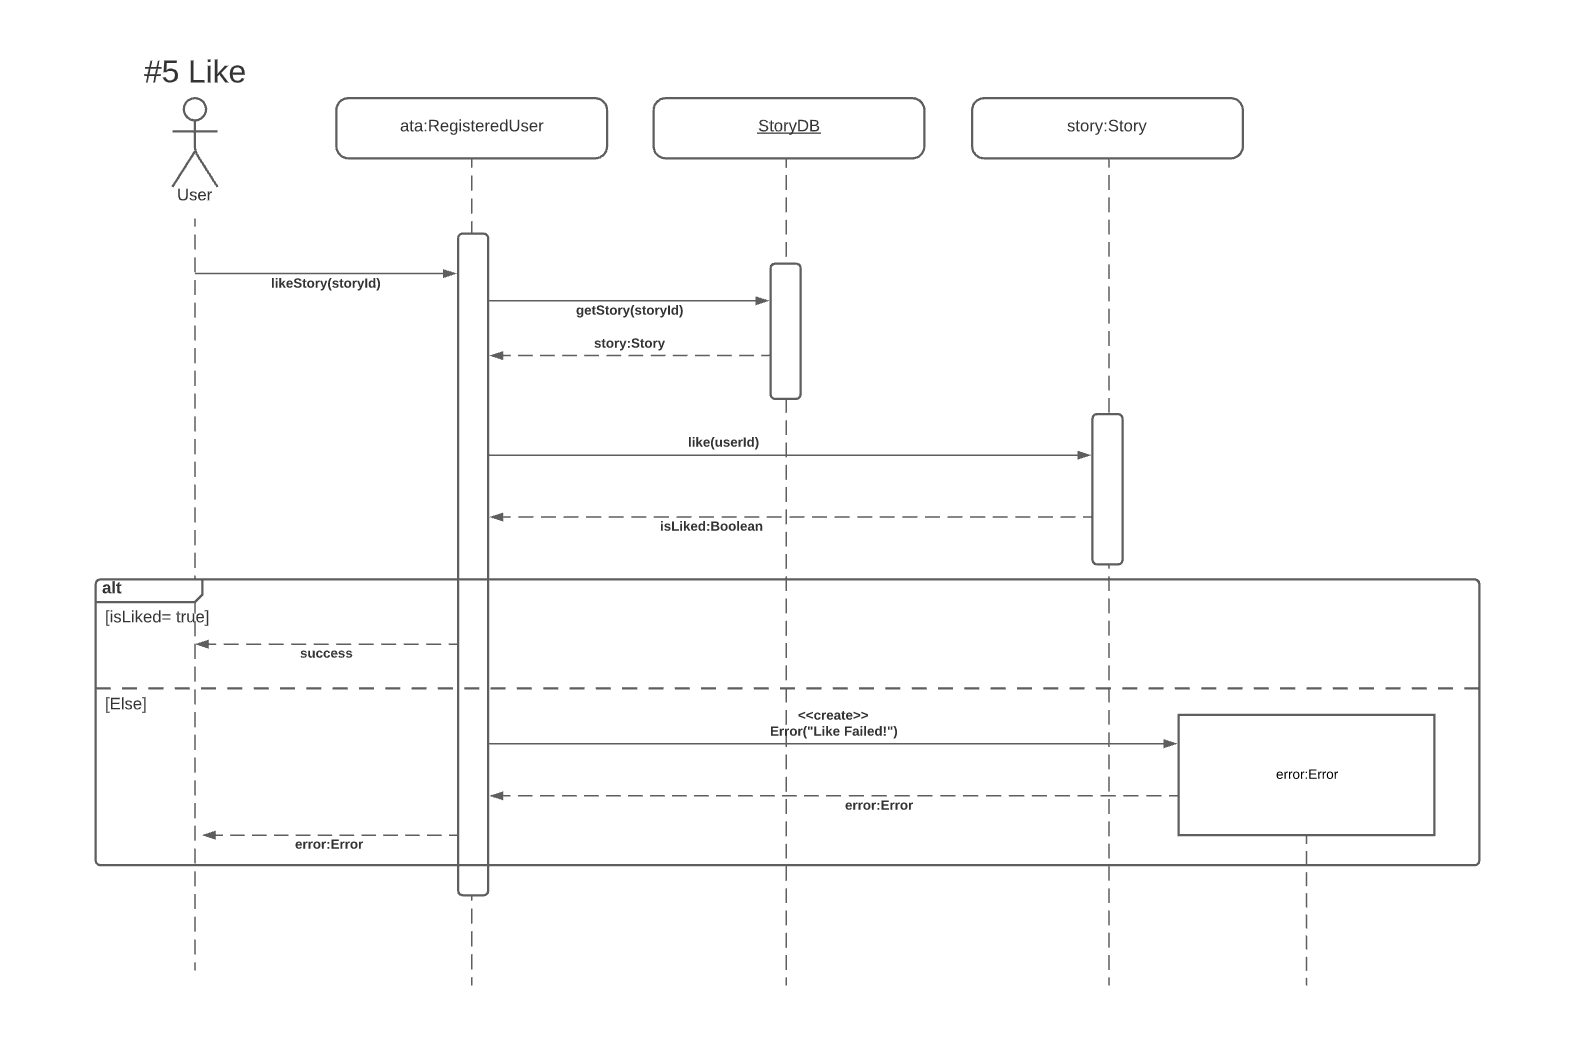 #5 Like
User
ata:RegisteredUser
StoryDB
story:Story
likeStory(storyId)
getStory(storyId)
story:Story
like(userId)
isLiked:Boolean
alt
[isLiked= true]
success
[Else]
<<create>>
Error("Like Failed!")
error:Error
error:Error
error:Error